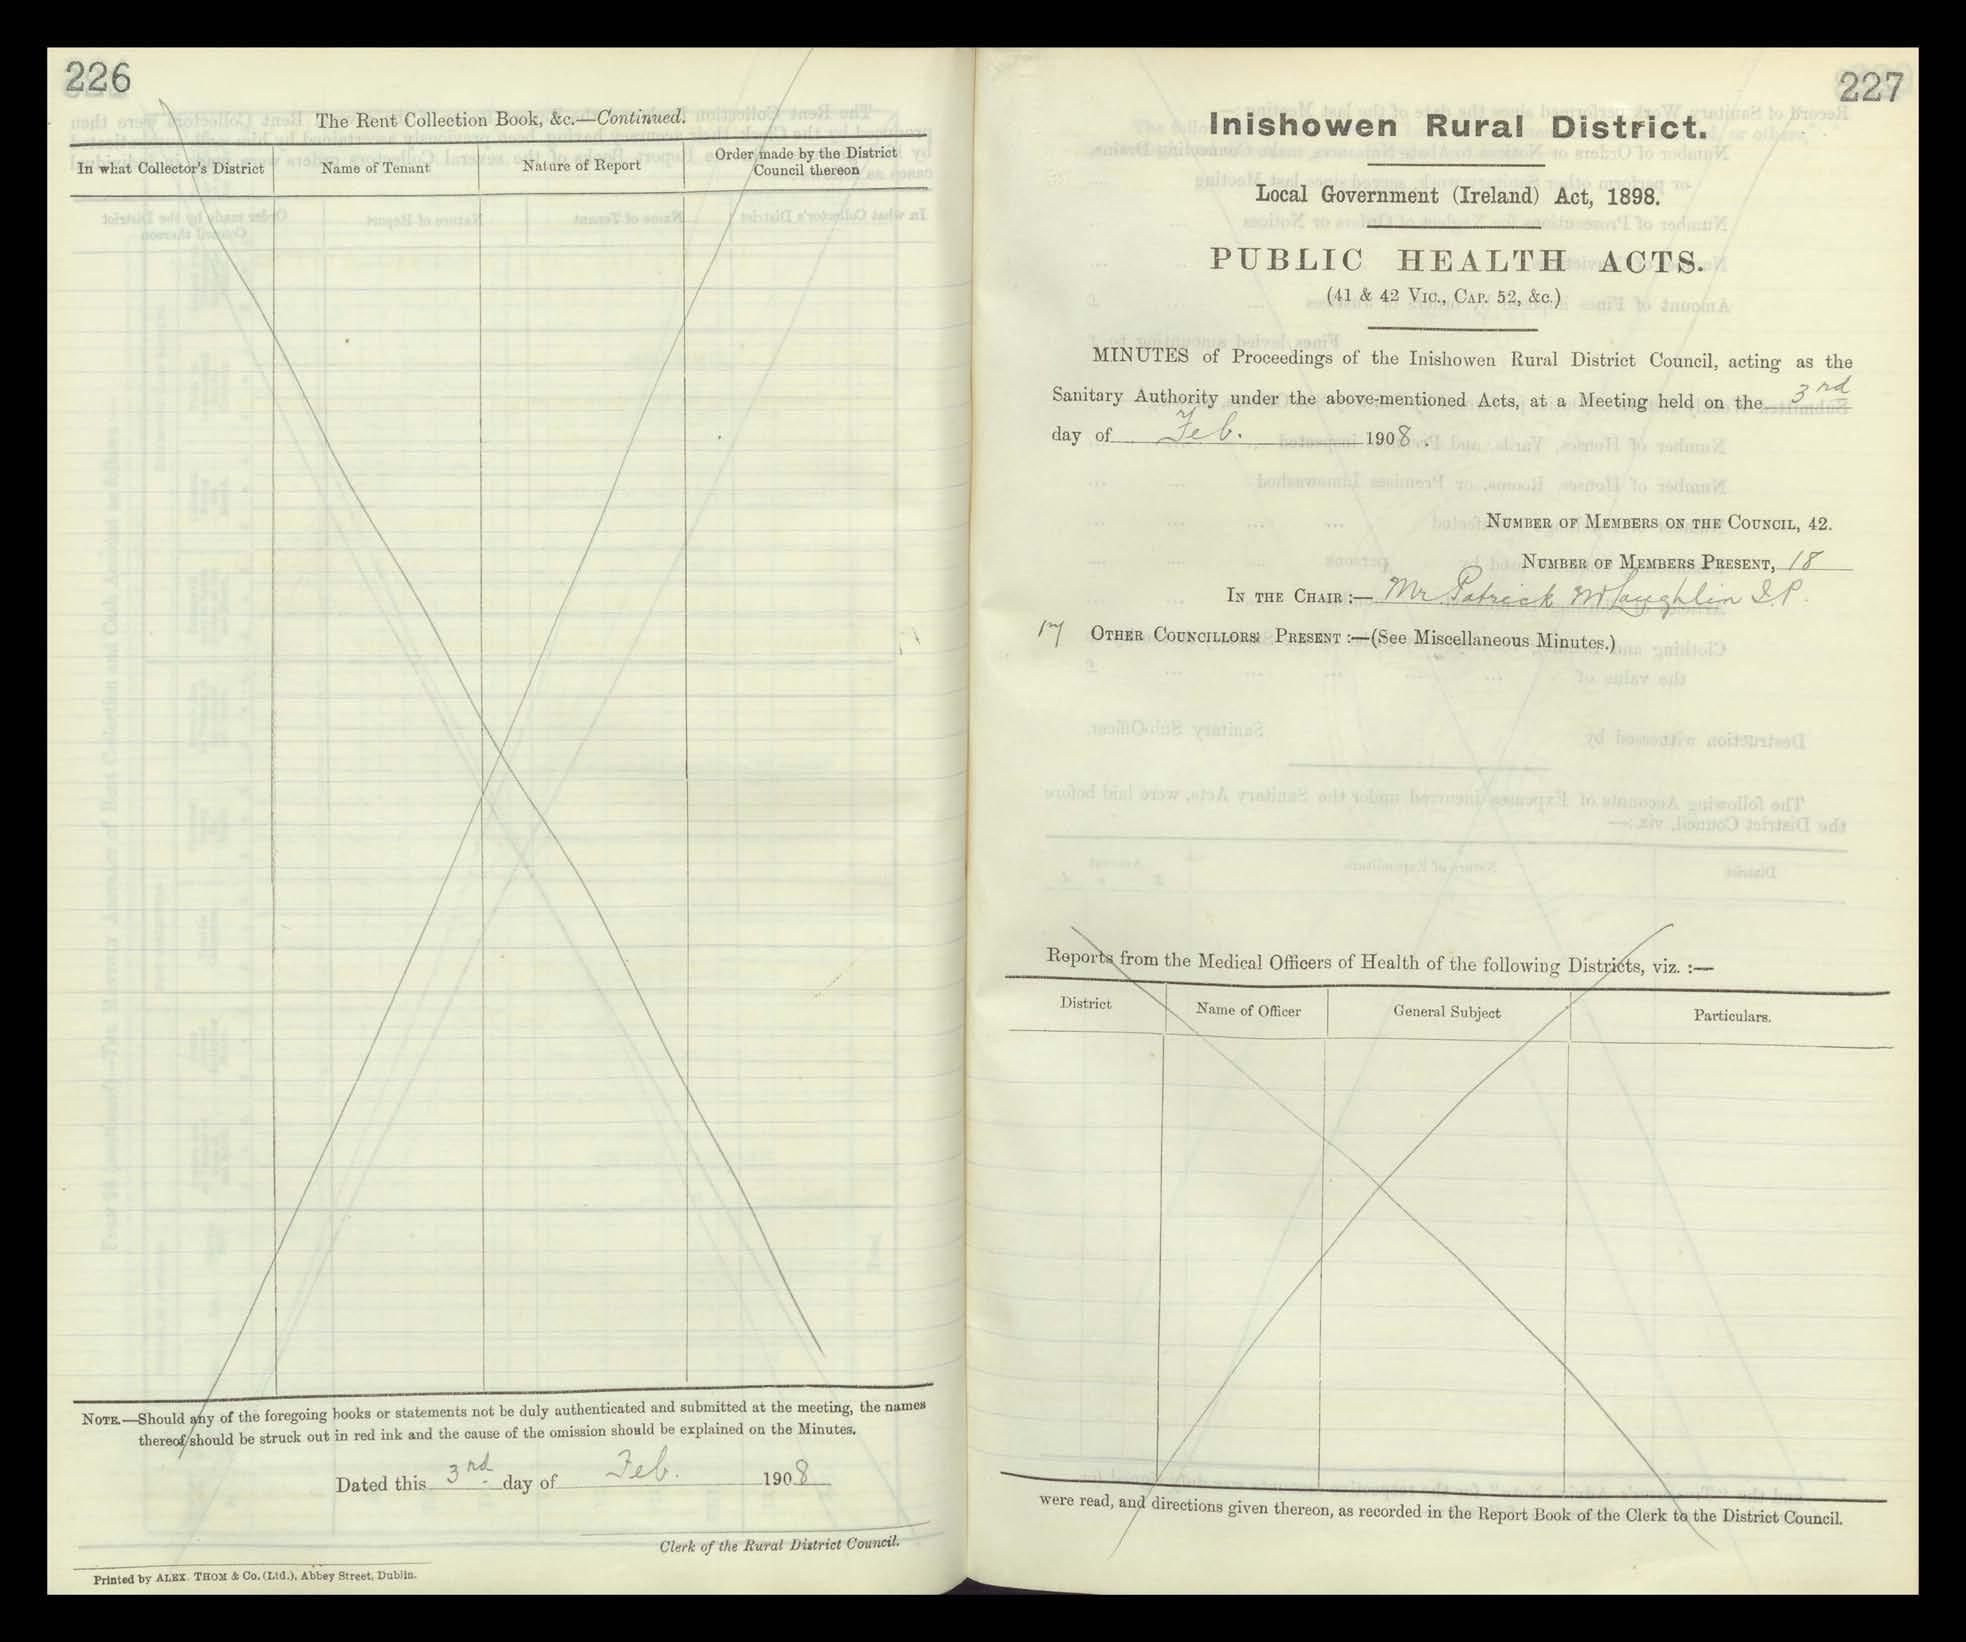 226
The Rent Collection Book, &c.—Continued.
In what Collector's District
Name of Tenant
Nature of Report
Order made by the District
Council thereon
NOTE.—Should any of the foregoing books or statements not be duly authenticated and submitted at the meeting, the names
thereof should be struck out in red ink and the cause of the omission should be explained on the Minutes.
Dated this 3rd day of Feb. 1908
Clerk of the Rural District Council.
Printed by ALEX. THOM & Co. (Ltd.), Abbey Street, Dublin.
227
Inishowen Rural District.
Local Government (Ireland) Act, 1898.
PUBLIC HEALTH ACTS.
(41 & 42 VIC., CAP. 52, &c.)
MINUTES of Proceedings of the Inishowen Rural District Council, acting as the
Sanitary Authority under the above-mentioned Acts, at a Meeting held on the 3rd
day of Feb. 1908.
NUMBER OF MEMBERS ON THE COUNCIL, 42.
NUMBER OF MEMBERS PRESENT, 18
IN THE CHAIR :— Mr Patrick McLaughlin J.P.
17 OTHER COUNCILLORS PRESENT :—(See Miscellaneous Minutes.)
Reports from the Medical Officers of Health of the following Districts, viz. :—
District
Name of Officer
General Subject
Particulars.
were read, and directions given thereon, as recorded in the Report Book of the Clerk to the District Council.